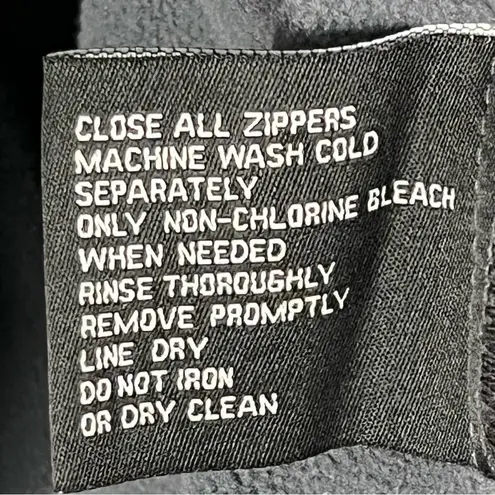 CLOSE ALL ZIPPERS
MACHINE WASH COLD
SEPARATELY
ONLY NON-CHLORINE BLEACH
WHEN NEEDED
RINSE THOROUGHLY
REMOVE PROMPTLY
LINE DRY
DO NOT IRON
OR DRY CLEAN